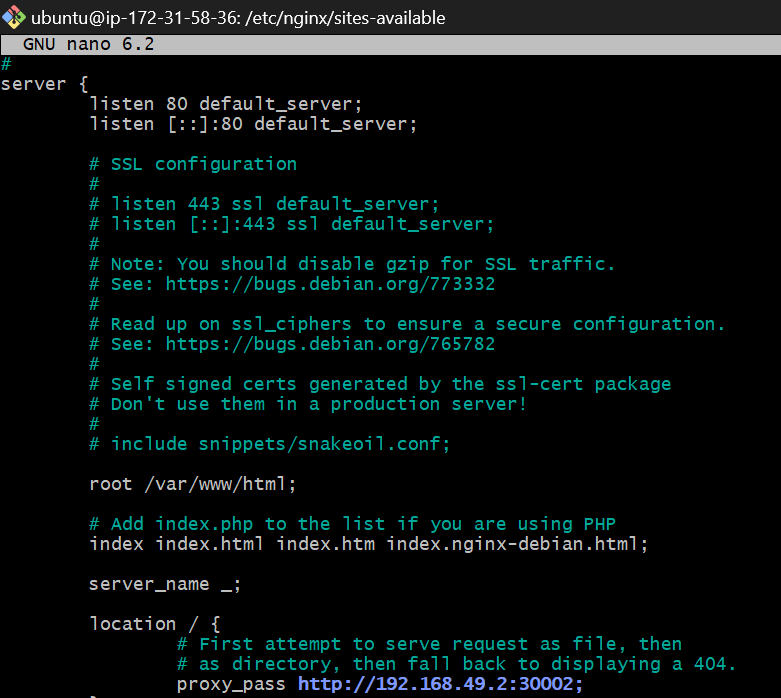 ubuntu@ip-172-31-58-36: /etc/nginx/sites-available
GNU nano 6.2
#
server {
listen 80 default_server;
listen [::]:80 default_server;
# SSL configuration
#
# listen 443 ssl default_server;
# listen [::]:443 ssl default_server;
#
# Note: You should disable gzip for SSL traffic.
# See: https://bugs.debian.org/773332
#
# Read up on ssl_ciphers to ensure a secure configuration.
# See: https://bugs.debian.org/765782
#
# Self signed certs generated by the ssl-cert package
# Don't use them in a production server!
#
# include snippets/snakeoil.conf;
root /var/www/html;
# Add index.php to the list if you are using PHP
index index.html index.htm index.nginx-debian.html;
server_name _;
location / {
# First attempt to serve request as file, then
# as directory, then fall back to displaying a 404.
proxy_pass http://192.168.49.2:30002;